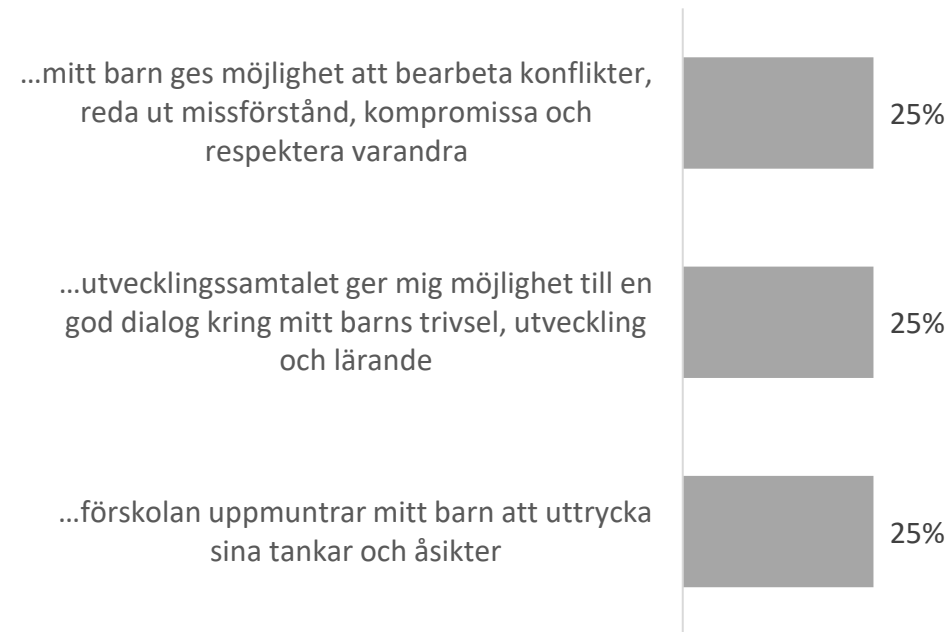 ...mitt barn ges möjlighet att bearbeta konflikter,
reda ut missförstånd, kompromissa och
respektera varandra
25%
...utvecklingssamtalet ger mig möjlighet till en
god dialog kring mitt barns trivsel, utveckling
och lärande
25%
...förskolan uppmuntrar mitt barn att uttrycka
sina tankar och åsikter
25%